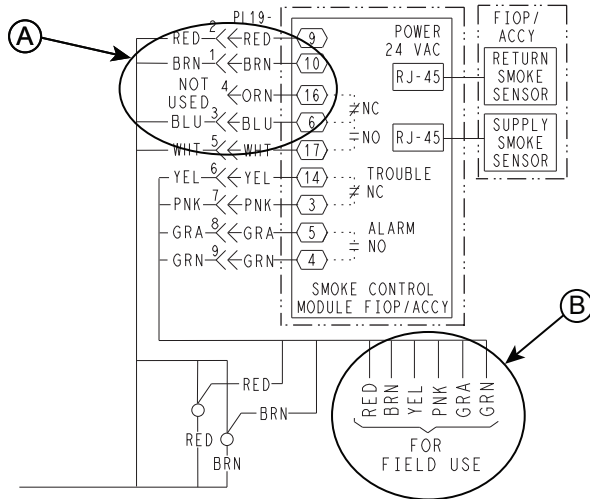 A
PL19-
RED 2 RED 9
BRN 1 BRN 10
NOT USED 4 ORN 16
BLU 3 BLU 6
WHT 5 WHT 17
YEL 6 YEL 14
PNK 7 PNK 3
GRA 8 GRA 5
GRN 9 GRN 4
NC
NO
TROUBLE
NC
ALARM
NO
POWER
24 VAC
RJ-45
RJ-45
SMOKE CONTROL
MODULE FIOP/ACCY
FIOP/
ACCY
RETURN
SMOKE
SENSOR
SUPPLY
SMOKE
SENSOR
B
RED
BRN
RED
BRN
RED
BRN
YEL
PNK
GRA
GRN
FOR
FIELD USE